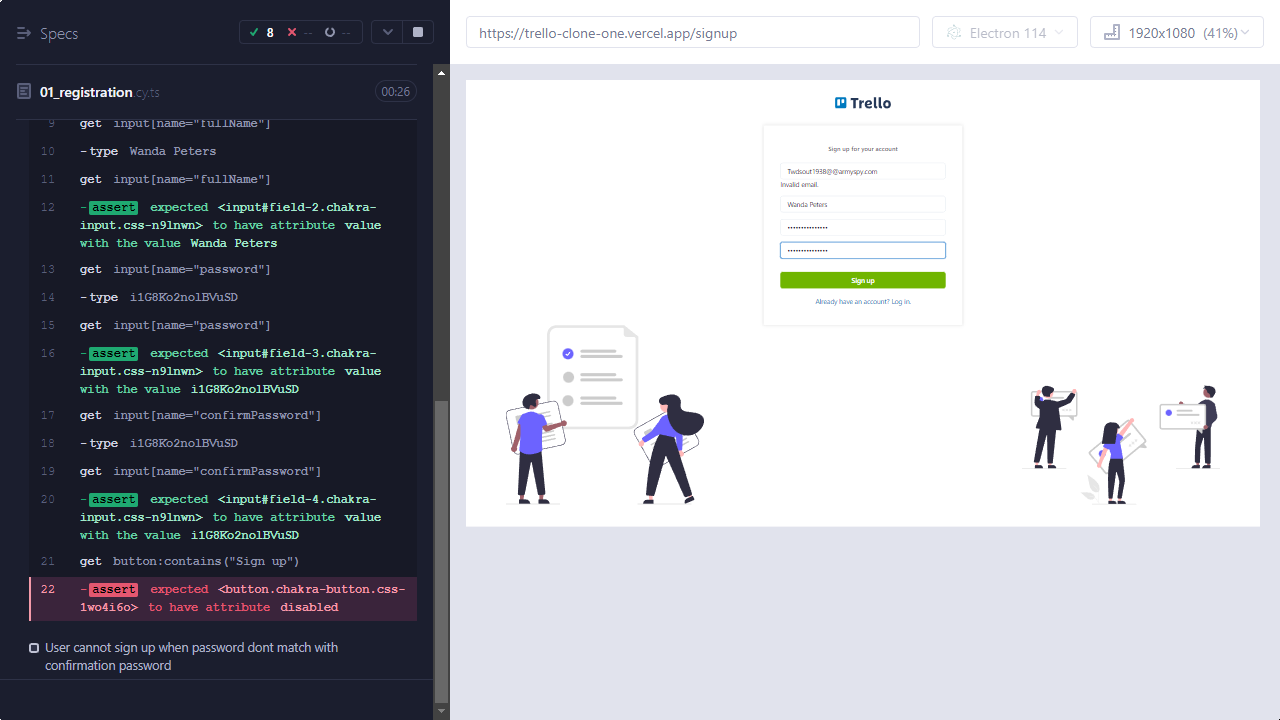 Specs
8
--
--
https://trello-clone-one.vercel.app/signup
Electron 114
1920x1080 (41%)
01_registration.cy.ts
00:26
9 get input[name="fullName"]
10 -type Wanda Peters
11 get input[name="fullName"]
12 -assert expected <input#field-2.chakra-
input.css-n9lnwn> to have attribute value
with the value Wanda Peters
13 get input[name="password"]
14 -type i1G8Ko2nolBVuSD
15 get input[name="password"]
16 -assert expected <input#field-3.chakra-
input.css-n9lnwn> to have attribute value
with the value i1G8Ko2nolBVuSD
17 get input[name="confirmPassword"]
18 -type i1G8Ko2nolBVuSD
19 get input[name="confirmPassword"]
20 -assert expected <input#field-4.chakra-
input.css-n9lnwn> to have attribute value
with the value i1G8Ko2nolBVuSD
21 get button:contains("Sign up")
22 -assert expected <button.chakra-button.css-
1wo4i6o> to have attribute disabled
User cannot sign up when password dont match with
confirmation password
Trello
Sign up for your account
Twdsout1938@@armyspy.com
Invalid email.
Wanda Peters
•••••••••••••••
•••••••••••••••
Sign up
Already have an account? Log in.